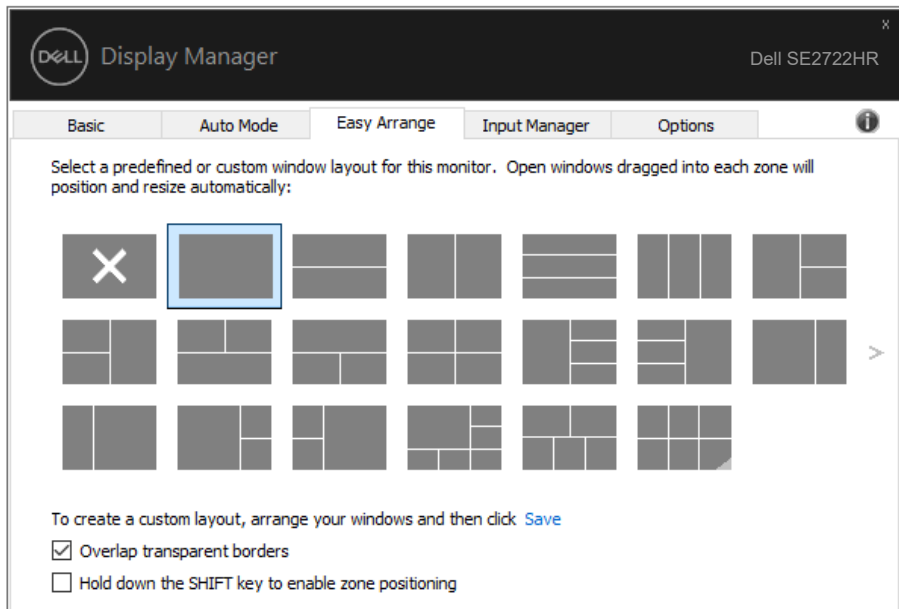 x
DELL Display Manager
Dell SE2722HR
Basic Auto Mode Easy Arrange Input Manager Options
Select a predefined or custom window layout for this monitor. Open windows dragged into each zone will
position and resize automatically:
>
To create a custom layout, arrange your windows and then click Save
Overlap transparent borders
Hold down the SHIFT key to enable zone positioning